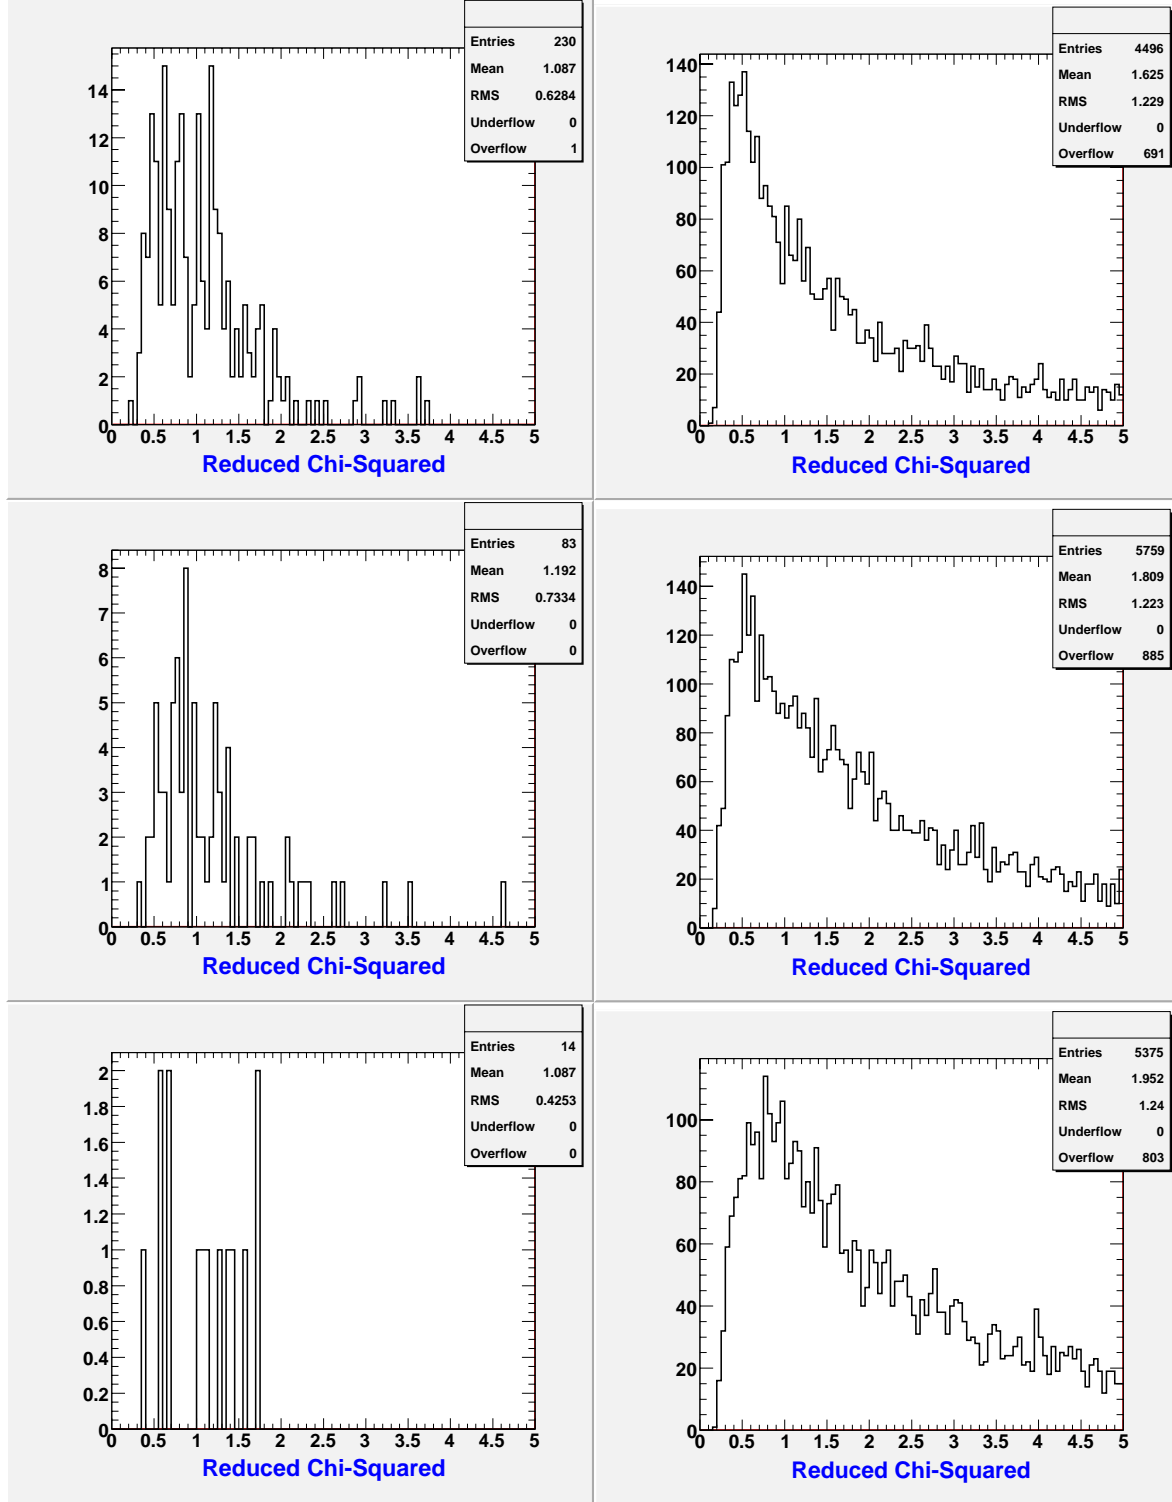 Entries 230
Mean 1.087
RMS 0.6284
Underflow 0
Overflow 1
14
12
10
8
6
4
2
0
0 0.5 1 1.5 2 2.5 3 3.5 4 4.5 5
Reduced Chi-Squared
Entries 4496
Mean 1.625
RMS 1.229
Underflow 0
Overflow 691
140
120
100
80
60
40
20
0
0 0.5 1 1.5 2 2.5 3 3.5 4 4.5 5
Reduced Chi-Squared
Entries 83
Mean 1.192
RMS 0.7334
Underflow 0
Overflow 0
8
7
6
5
4
3
2
1
0
0 0.5 1 1.5 2 2.5 3 3.5 4 4.5 5
Reduced Chi-Squared
Entries 5759
Mean 1.809
RMS 1.223
Underflow 0
Overflow 885
140
120
100
80
60
40
20
0
0 0.5 1 1.5 2 2.5 3 3.5 4 4.5 5
Reduced Chi-Squared
Entries 14
Mean 1.087
RMS 0.4253
Underflow 0
Overflow 0
2
1.8
1.6
1.4
1.2
1
0.8
0.6
0.4
0.2
0
0 0.5 1 1.5 2 2.5 3 3.5 4 4.5 5
Reduced Chi-Squared
Entries 5375
Mean 1.952
RMS 1.24
Underflow 0
Overflow 803
100
80
60
40
20
0
0 0.5 1 1.5 2 2.5 3 3.5 4 4.5 5
Reduced Chi-Squared